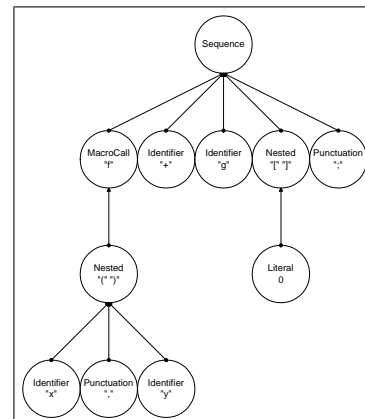 Sequence
MacroCall
"f"
Identifier
"+"
Identifier
"g"
Nested
"[" "]"
Punctuation
";"
Nested
"(" ")"
Literal
0
Identifier
"x"
Punctuation
","
Identifier
"y"